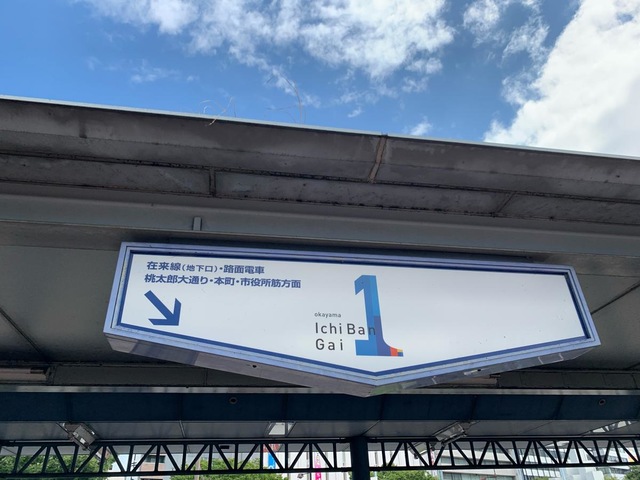 在来線(地下口)・路面電車
桃太郎大通り・本町・市役所筋方面
okayama
Ichi Ban
Gai
1